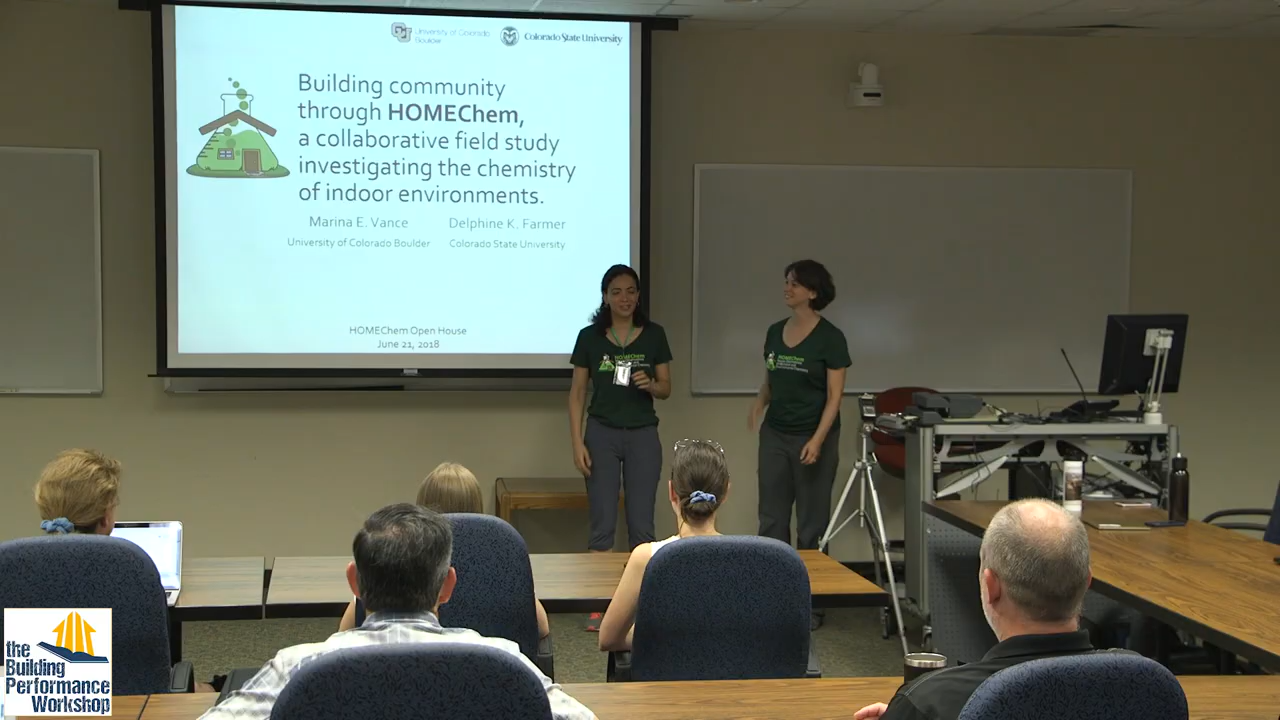 University of Colorado
Boulder
Colorado State University
Building community
through HOMEChem,
a collaborative field study
investigating the chemistry
of indoor environments.
Marina E. Vance
Delphine K. Farmer
University of Colorado Boulder
Colorado State University
HOMEChem Open House
June 21, 2018
HOMEChem
HOMEChem
the
Building
Performance
Workshop